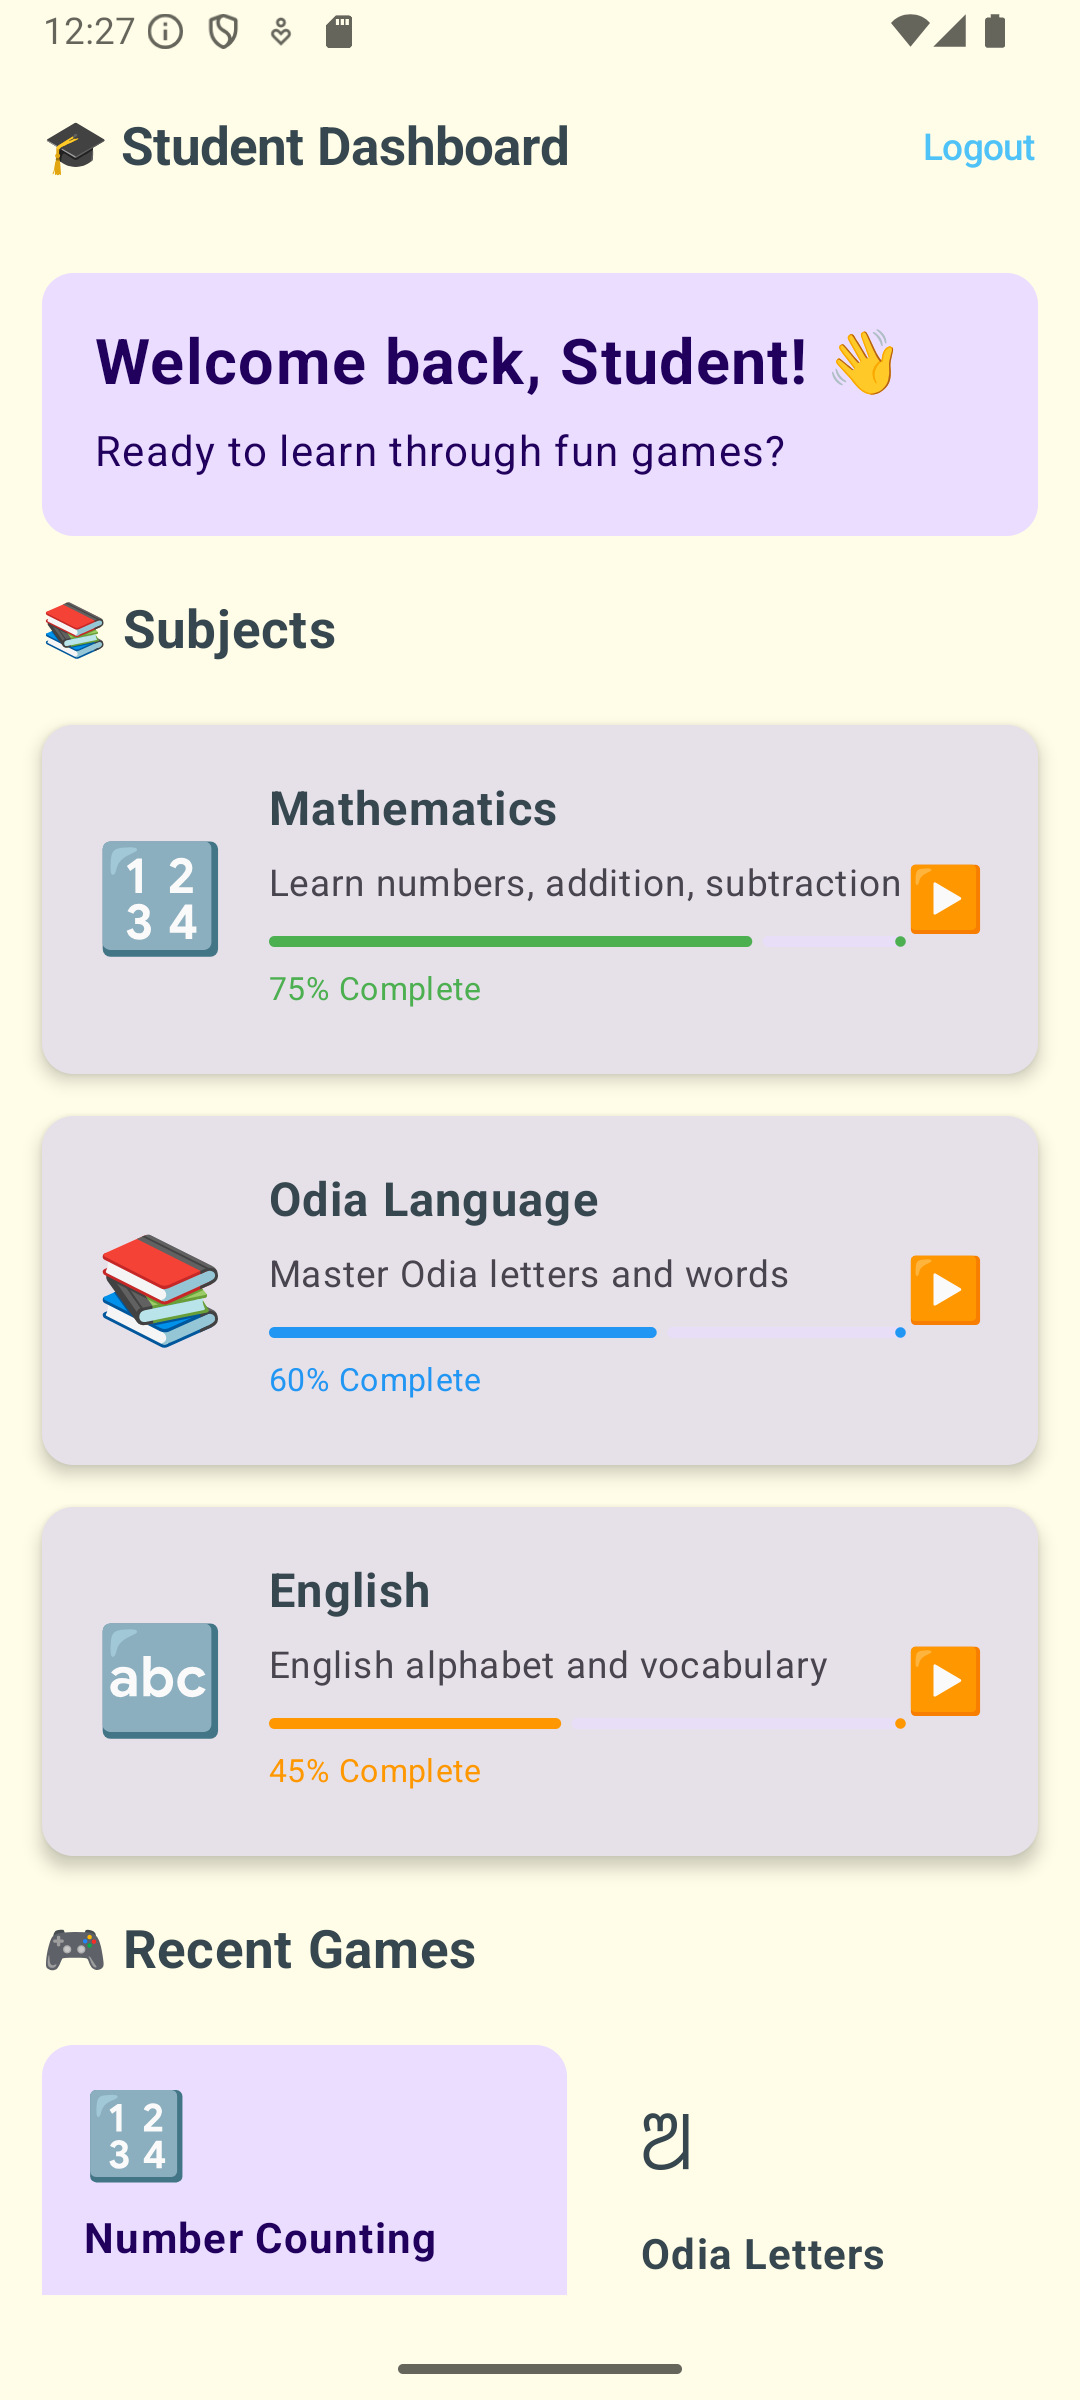 12:27
🎓 Student Dashboard
Logout
Welcome back, Student! 👋
Ready to learn through fun games?
📚 Subjects
🔢
Mathematics
Learn numbers, addition, subtraction
75% Complete
Odia Language
Master Odia letters and words
60% Complete
abc
English
English alphabet and vocabulary
45% Complete
🎮 Recent Games
🔢
ଅ
Number Counting
Odia Letters